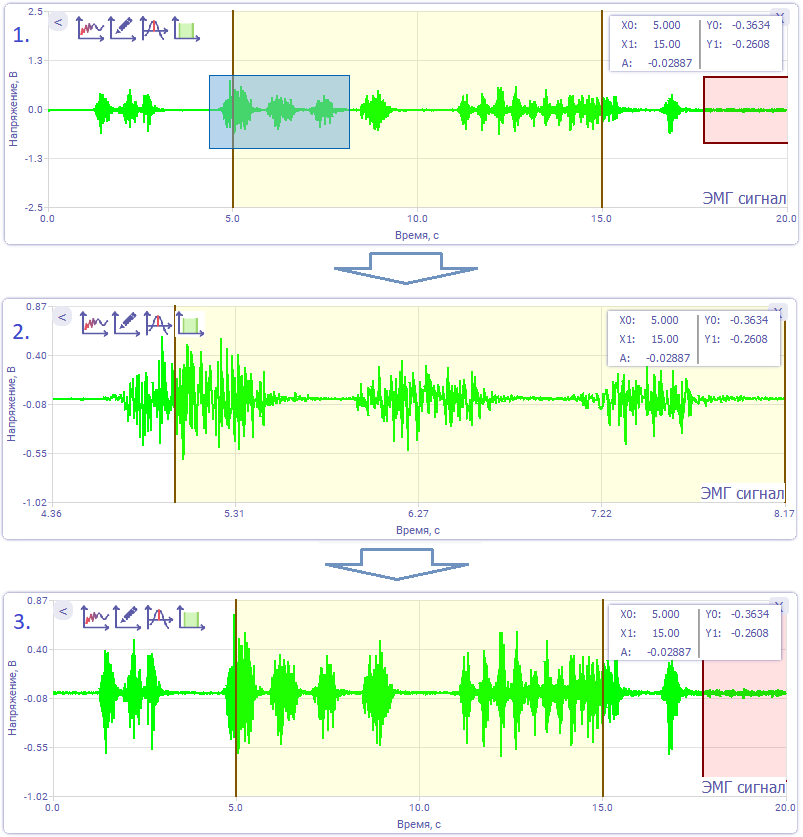 1.
<
X
X0: 5.000 Y0: -0.3634
X1: 15.00 Y1: -0.2608
A: -0.02887
2.5
1.3
0.0
-1.3
-2.5
Напряжение, В
ЭМГ сигнал
0.0 5.0 10.0 15.0 20.0
Время, с
2.
<
X
X0: 5.000 Y0: -0.3634
X1: 15.00 Y1: -0.2608
A: -0.02887
0.87
0.40
-0.08
-0.55
-1.02
Напряжение, В
ЭМГ сигнал
4.36 5.31 6.27 7.22 8.17
Время, с
3.
<
X
X0: 5.000 Y0: -0.3634
X1: 15.00 Y1: -0.2608
A: -0.02887
0.87
0.40
-0.08
-0.55
-1.02
Напряжение, В
ЭМГ сигнал
0.0 5.0 10.0 15.0 20.0
Время, с